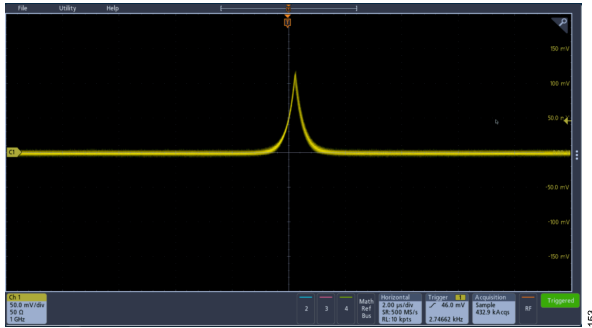 File Utility Help
T
150 mV
100 mV
50.0 mV
C1
-50.0 mV
-100 mV
-150 mV
Ch 1
50.0 mV/div
50 Ω
1 GHz
2 3 4
Math
Ref
Bus
Horizontal
2.00 µs/div
SR: 500 MS/s
RL: 10 kpts
Trigger 1
46.0 mV
2.74662 kHz
Acquisition
Sample
432.9 kAcqs
RF
Triggered